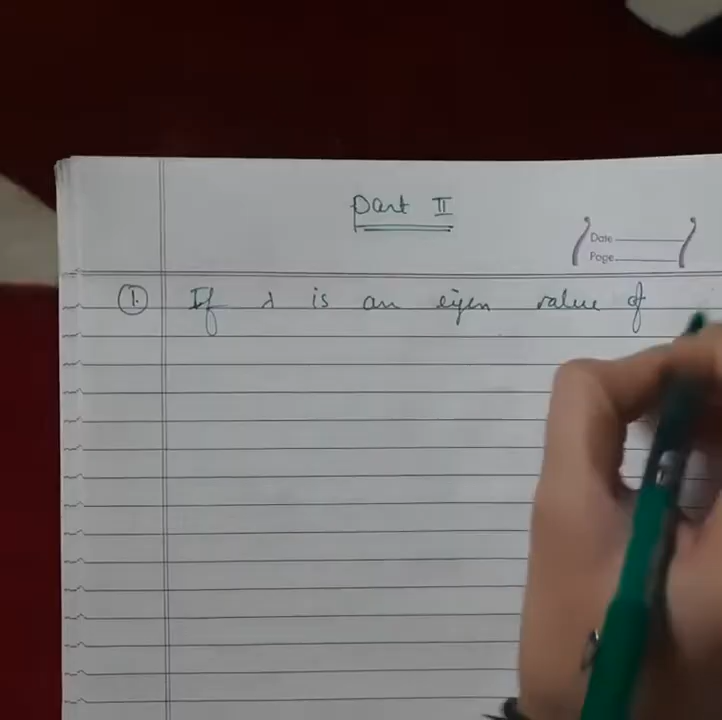 Part II
Date
Page
1. If λ is an eigen value of